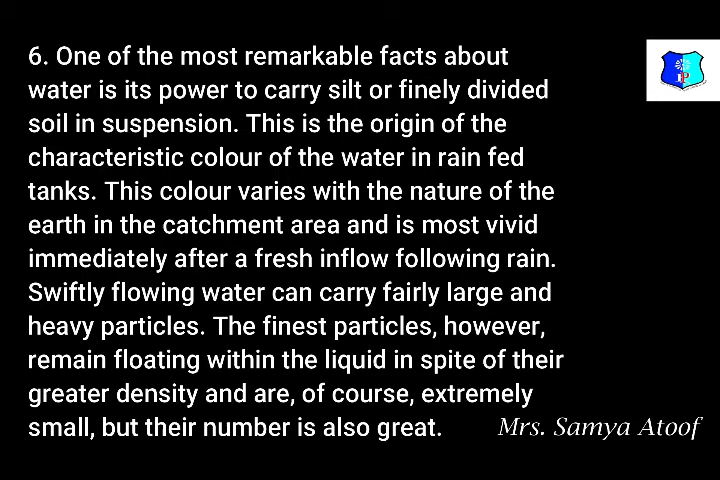 6. One of the most remarkable facts about
water is its power to carry silt or finely divided
soil in suspension. This is the origin of the
characteristic colour of the water in rain fed
tanks. This colour varies with the nature of the
earth in the catchment area and is most vivid
immediately after a fresh inflow following rain.
Swiftly flowing water can carry fairly large and
heavy particles. The finest particles, however,
remain floating within the liquid in spite of their
greater density and are, of course, extremely
small, but their number is also great.
Mrs. Samya Atoof